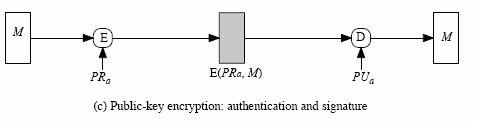 M E D M
PRa E(PRa, M) PUa
(c) Public-key encryption: authentication and signature